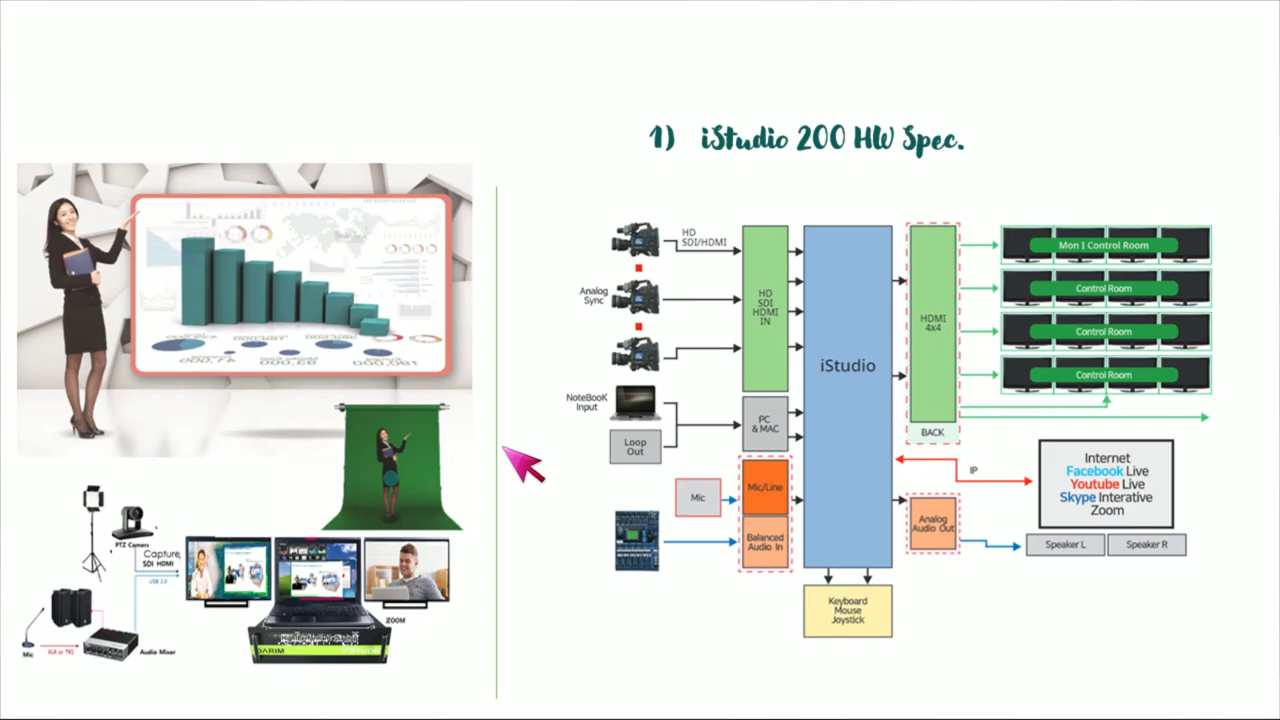 1) iStudio 200 HW Spec.
HD
SDI/HDMI
Analog
Sync
NoteBooK
Input
Loop
Out
HD
SDI
HDMI
IN
PC
& MAC
Mic
Mic/Line
Balanced
Audio In
iStudio
HDMI
4x4
BACK
Mon I Control Room
Control Room
Control Room
Control Room
IP
Internet
Facebook Live
Youtube Live
Skype Interative
Zoom
Analog
Audio Out
Speaker L
Speaker R
Keyboard
Mouse
Joystick
PTZ Camera
Capture
SDI HDMI
USB 2.0
ZOOM
Mic
XLR or TRS
Audio Mixer
DARIM